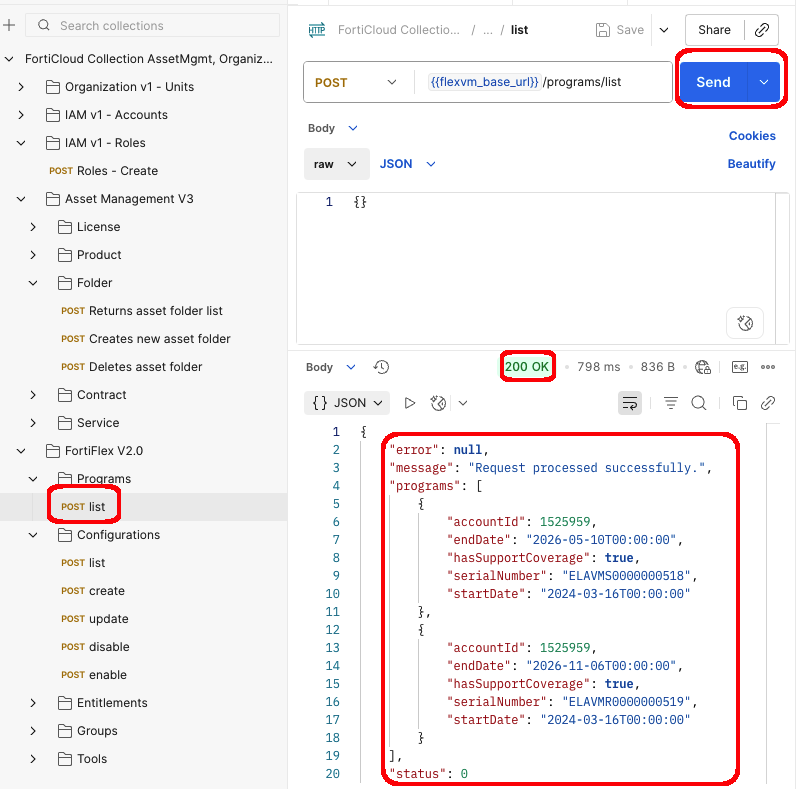 Search collections
FortiCloud Collection AssetMgmt, Organiz...
Organization v1 - Units
IAM v1 - Accounts
IAM v1 - Roles
POST Roles - Create
Asset Management V3
License
Product
Folder
POST Returns asset folder list
POST Creates new asset folder
POST Deletes asset folder
Contract
Service
FortiFlex V2.0
Programs
POST list
Configurations
POST list
POST create
POST update
POST disable
POST enable
Entitlements
Groups
Tools
HTTP FortiCloud Collectio... / ... / list
Save
Share
POST
{{flexvm_base_url}} /programs/list
Send
Body
Cookies
raw
JSON
Beautify
1 {}
Body
200 OK • 798 ms • 836 B
e.g.
{} JSON
1 {
2 "error": null,
3 "message": "Request processed successfully.",
4 "programs": [
5 {
6 "accountId": 1525959,
7 "endDate": "2026-05-10T00:00:00",
8 "hasSupportCoverage": true,
9 "serialNumber": "ELAVMS0000000518",
10 "startDate": "2024-03-16T00:00:00"
11 },
12 {
13 "accountId": 1525959,
14 "endDate": "2026-11-06T00:00:00",
15 "hasSupportCoverage": true,
16 "serialNumber": "ELAVMR0000000519",
17 "startDate": "2024-03-16T00:00:00"
18 }
19 ],
20 "status": 0